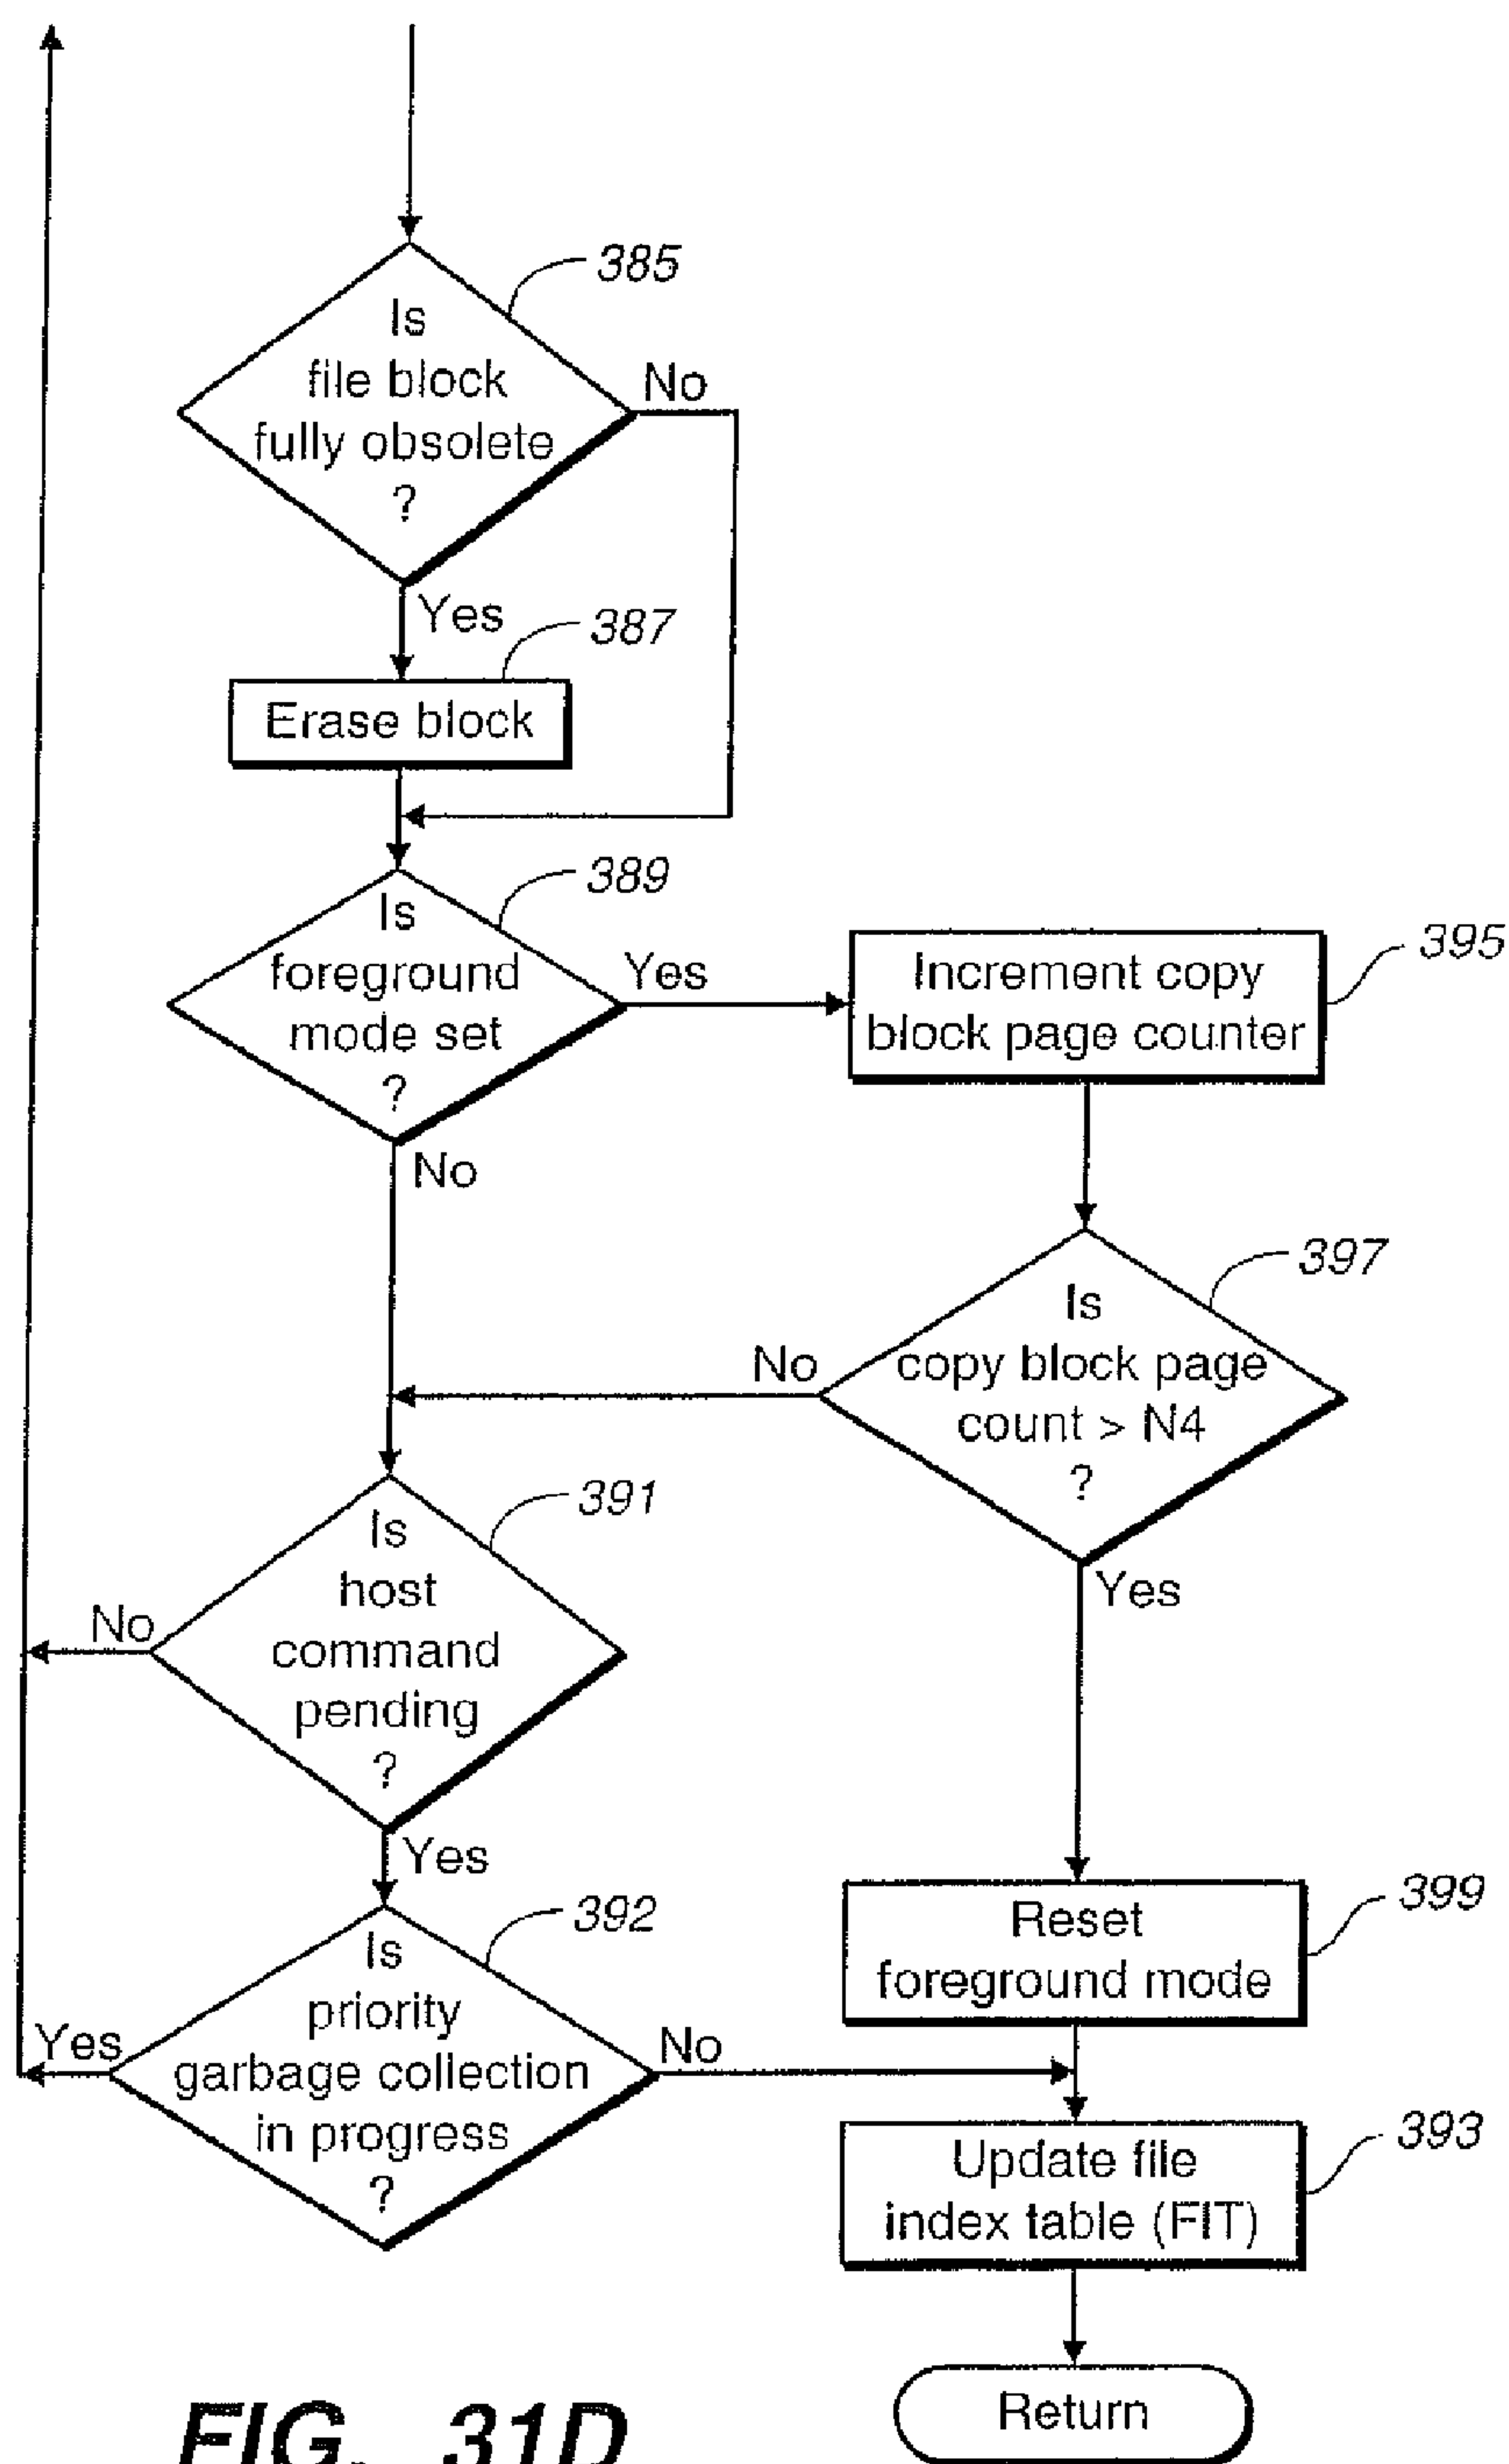 385
Is
file block
fully obsolete
?
No
Yes
387
Erase block
389
Is
foreground
mode set
?
Yes
No
395
Increment copy
block page counter
397
Is
copy block page
count > N4
?
No
Yes
391
Is
host
command
pending
?
No
Yes
392
Is
priority
garbage collection
in progress
?
Yes
No
399
Reset
foreground mode
393
Update file
index table (FIT)
Return
FIG._31D